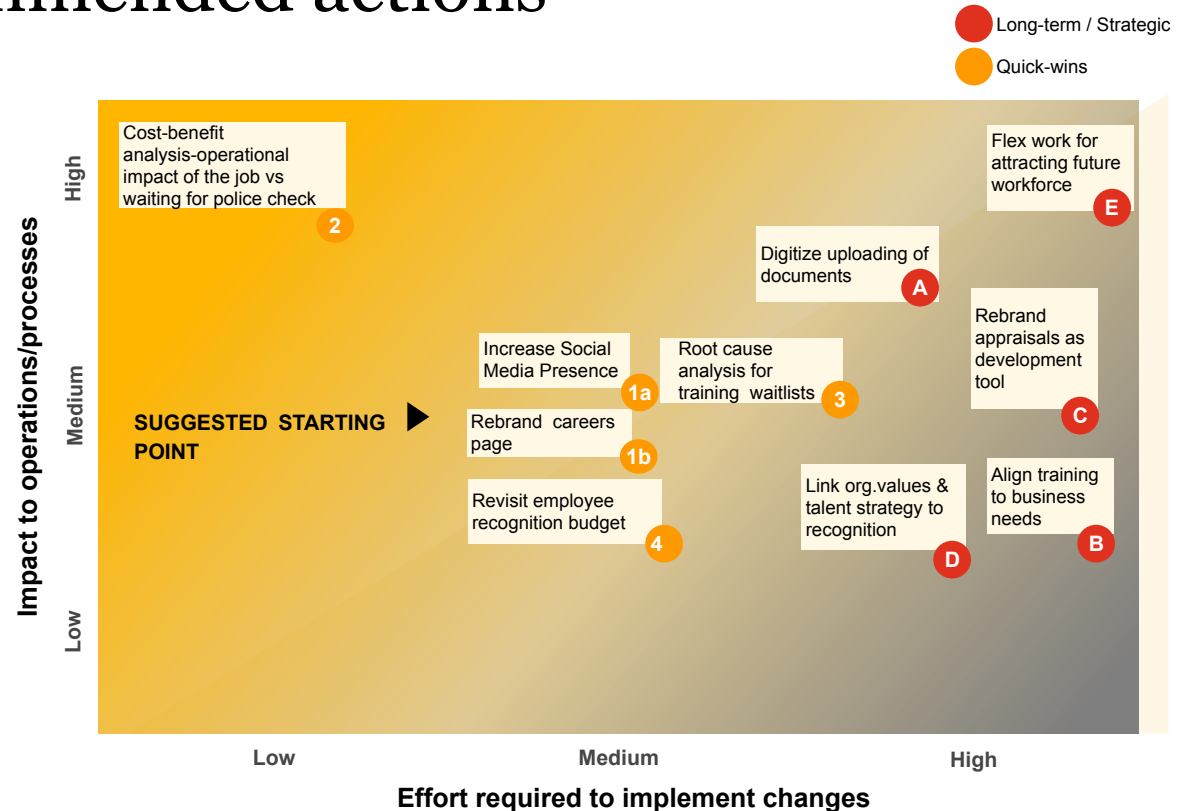 Long-term / Strategic
Quick-wins
Cost-benefit
analysis-operational
impact of the job vs
waiting for police check
2
Flex work for
attracting future
workforce
E
Digitize uploading of
documents
A
Rebrand
appraisals as
development
tool
C
Increase Social
Media Presence
1a
Root cause
analysis for
training waitlists
3
SUGGESTED STARTING
POINT
Rebrand careers
page
1b
Revisit employee
recognition budget
4
Link org.values &
talent strategy to
recognition
D
Align training
to business
needs
B
High
Medium
Low
Impact to operations/processes
Low
Medium
High
Effort required to implement changes